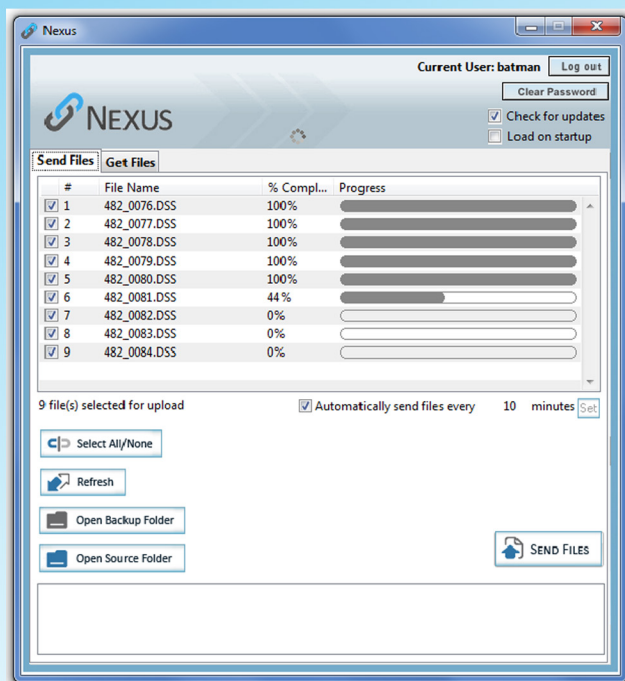 Nexus
Current User: batman Log out
Clear Password
NEXUS
Check for updates
Load on startup
Send Files Get Files
# File Name % Compl... Progress
1 482_0076.DSS 100%
2 482_0077.DSS 100%
3 482_0078.DSS 100%
4 482_0079.DSS 100%
5 482_0080.DSS 100%
6 482_0081.DSS 44%
7 482_0082.DSS 0%
8 482_0083.DSS 0%
9 482_0084.DSS 0%
9 file(s) selected for upload Automatically send files every 10 minutes Set
Select All/None
Refresh
Open Backup Folder
Open Source Folder
SEND FILES